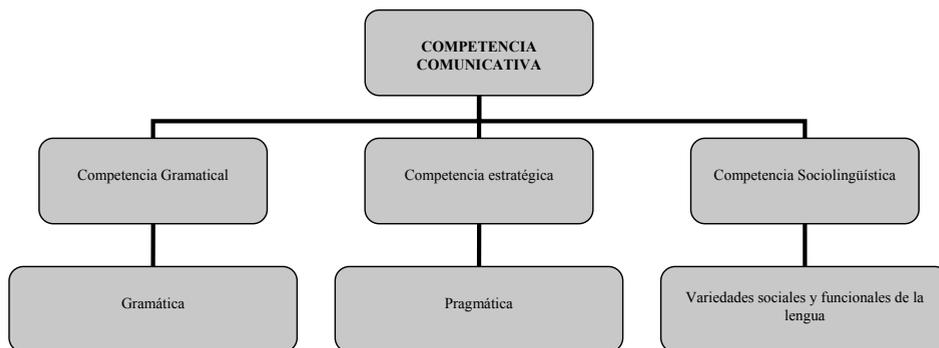 COMPETENCIA
COMUNICATIVA
Competencia Gramatical
Competencia estratégica
Competencia Sociolingüística
Gramática
Pragmática
Variedades sociales y funcionales de la
lengua